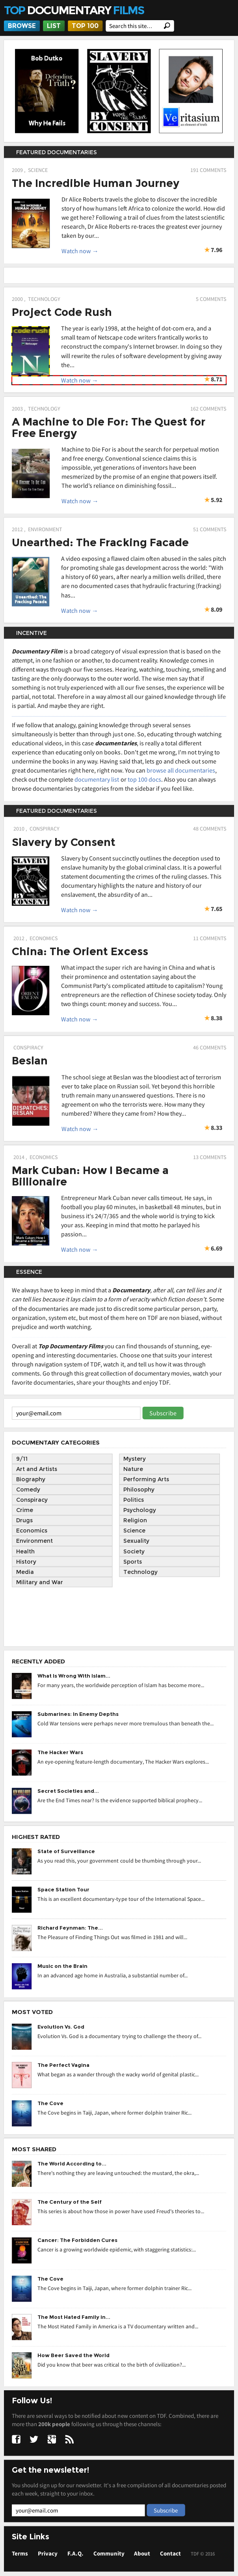 TOP DOCUMENTARY FILMS
BROWSE LIST TOP 100 Search this site…
Bob Dutko
Defending Truth?
Why He Fails
SLAVERY
BY CONSENT
Ve ritasium
FEATURED DOCUMENTARIES
2009 , SCIENCE 191 COMMENTS
The Incredible Human Journey
Dr Alice Roberts travels the globe to discover the incredible
story of how humans left Africa to colonize the world. How did
we get here? Following a trail of clues from the latest scientific
research, Dr Alice Roberts re-traces the greatest ever journey
taken by our...
Watch now → ★ 7.96
2000 , TECHNOLOGY 5 COMMENTS
Project Code Rush
The year is early 1998, at the height of dot-com era, and a
small team of Netscape code writers frantically works to
reconstruct the company's Internet browser. In doing so they
will rewrite the rules of software development by giving away
the...
Watch now → ★ 8.71
2003 , TECHNOLOGY 162 COMMENTS
A Machine to Die For: The Quest for
Free Energy
Machine to Die For is about the search for perpetual motion
and free energy. Conventional science claims this is
impossible, yet generations of inventors have been
mesmerized by the promise of an engine that powers itself.
The world's reliance on diminishing fossil...
Watch now → ★ 5.92
2012 , ENVIRONMENT 51 COMMENTS
Unearthed: The Fracking Facade
A video exposing a flawed claim often abused in the sales pitch
for promoting shale gas development across the world: "With
a history of 60 years, after nearly a million wells drilled, there
are no documented cases that hydraulic fracturing (fracking)
has...
Watch now → ★ 8.09
INCENTIVE
Documentary Film is a broad category of visual expression that is based on the
attempt, in one fashion or another, to document reality. Knowledge comes in
different ways through our five senses. Hearing, watching, touching, smelling and
tasting are the only doorways to the knowledge about the world. When
something is not fully experienced with all our five senses, the experience will be
partial, not total. Therefore in way almost all our gained knowledge through life
is partial. And maybe they are right.
If we follow that analogy, gaining knowledge through several senses
simultaneously is better than through just one. So, educating through watching
educational videos, in this case documentaries, is really a total different
experience than educating through books. Don't get me wrong, I'm not trying to
undermine the books in any way. Having said that, lets go and discover some
great documentaries right here, right now. You can browse all documentaries,
check out the complete documentary list or top 100 docs. Also you can always
browse documentaries by categories in the sidebar if you feel like.
FEATURED DOCUMENTARIES
2010 , CONSPIRACY 49 COMMENTS
Slavery by Consent
SLAVERY
BY CONSENT
Slavery by Consent succinctly outlines the deception used to
enslave humanity by the global criminal class. It is a powerful
statement documenting the crimes of the ruling classes. This
documentary highlights the nature and history of our
enslavement, the absurdity of an...
Watch now → ★ 7.65
2012 , ECONOMICS 11 COMMENTS
China: The Orient Excess
What impact the super rich are having in China and what is
their increasing prominence saying about the
Communist Party's complicated attitude to capitalism? Young
entrepreneurs are the reflection of Chinese society today. Only
two things count money and success. You...
Watch now → ★ 8.38
CONSPIRACY 46 COMMENTS
Beslan
DISPATCHES:
BESLAN
The school siege at Beslan was the bloodiest act of terrorism
ever to take place on Russian soil. Yet beyond this horrible
truth remain many unanswered questions. There is no
agreement on who the terrorists were. How many they
numbered? Where they came from? How they...
Watch now → ★ 8.33
2014 , ECONOMICS 13 COMMENTS
Mark Cuban: How I Became a
Billionaire
Entrepreneur Mark Cuban never calls timeout. He says, in
football you play 60 minutes, in basketball 48 minutes, but in
business it's 24/7/365 and the whole world is trying to kick
your ass. Keeping in mind that motto he portrayed his
passion...
Watch now → ★ 6.69
ESSENCE
We always have to keep in mind that a Documentary, after all, can tell lies and it
can tell lies because it lays claim to a form of veracity which fiction doesn't. Some
of the documentaries are made just to discredit some particular person, party,
organization, system etc, but most of them here on TDF are non biased, without
prejudice and worth watching.
Overall at Top Documentary Films you can find thousands of stunning, eye-
opening and interesting documentaries. Choose one that suits your interest
through navigation system of TDF, watch it, and tell us how it was through
comments. Go through this great collection of documentary movies, watch your
favorite documentaries, share your thoughts and enjoy TDF.
your@email.com Subscribe
DOCUMENTARY CATEGORIES
9/11
Art and Artists
Biography
Comedy
Conspiracy
Crime
Drugs
Economics
Environment
Health
History
Media
Military and War
Mystery
Nature
Performing Arts
Philosophy
Politics
Psychology
Religion
Science
Sexuality
Society
Sports
Technology
RECENTLY ADDED
What Is Wrong With Islam...
For many years, the worldwide perception of Islam has become more...
Submarines: In Enemy Depths
Cold War tensions were perhaps never more tremulous than beneath the...
The Hacker Wars
An eye-opening feature-length documentary, The Hacker Wars explores...
Secret Societies and...
Are the End Times near? Is the evidence supported biblical prophecy...
HIGHEST RATED
State of Surveillance
As you read this, your government could be thumbing through your...
Space Station Tour
This is an excellent documentary-type tour of the International Space...
Richard Feynman: The...
The Pleasure of Finding Things Out was filmed in 1981 and will...
Music on the Brain
In an advanced age home in Australia, a substantial number of...
MOST VOTED
Evolution Vs. God
Evolution Vs. God is a documentary trying to challenge the theory of...
The Perfect Vagina
What began as a wander through the wacky world of genital plastic...
The Cove
The Cove begins in Taiji, Japan, where former dolphin trainer Ric...
MOST SHARED
The World According to...
There's nothing they are leaving untouched: the mustard, the okra,...
The Century of the Self
This series is about how those in power have used Freud's theories to...
Cancer: The Forbidden Cures
Cancer is a growing worldwide epidemic, with staggering statistics:...
The Cove
The Cove begins in Taiji, Japan, where former dolphin trainer Ric...
The Most Hated Family in...
The Most Hated Family in America is a TV documentary written and...
How Beer Saved the World
Did you know that beer was critical to the birth of civilization?...
Follow Us!
There are several ways to be notified about new content on TDF. Combined, there are
more than 200k people following us through these channels:
Get the newsletter!
You should sign up for our newsletter. It's a free compilation of all documentaries posted
each week, straight to your inbox.
your@email.com Subscribe
Site Links
Terms Privacy F.A.Q. Community About Contact TDF © 2016